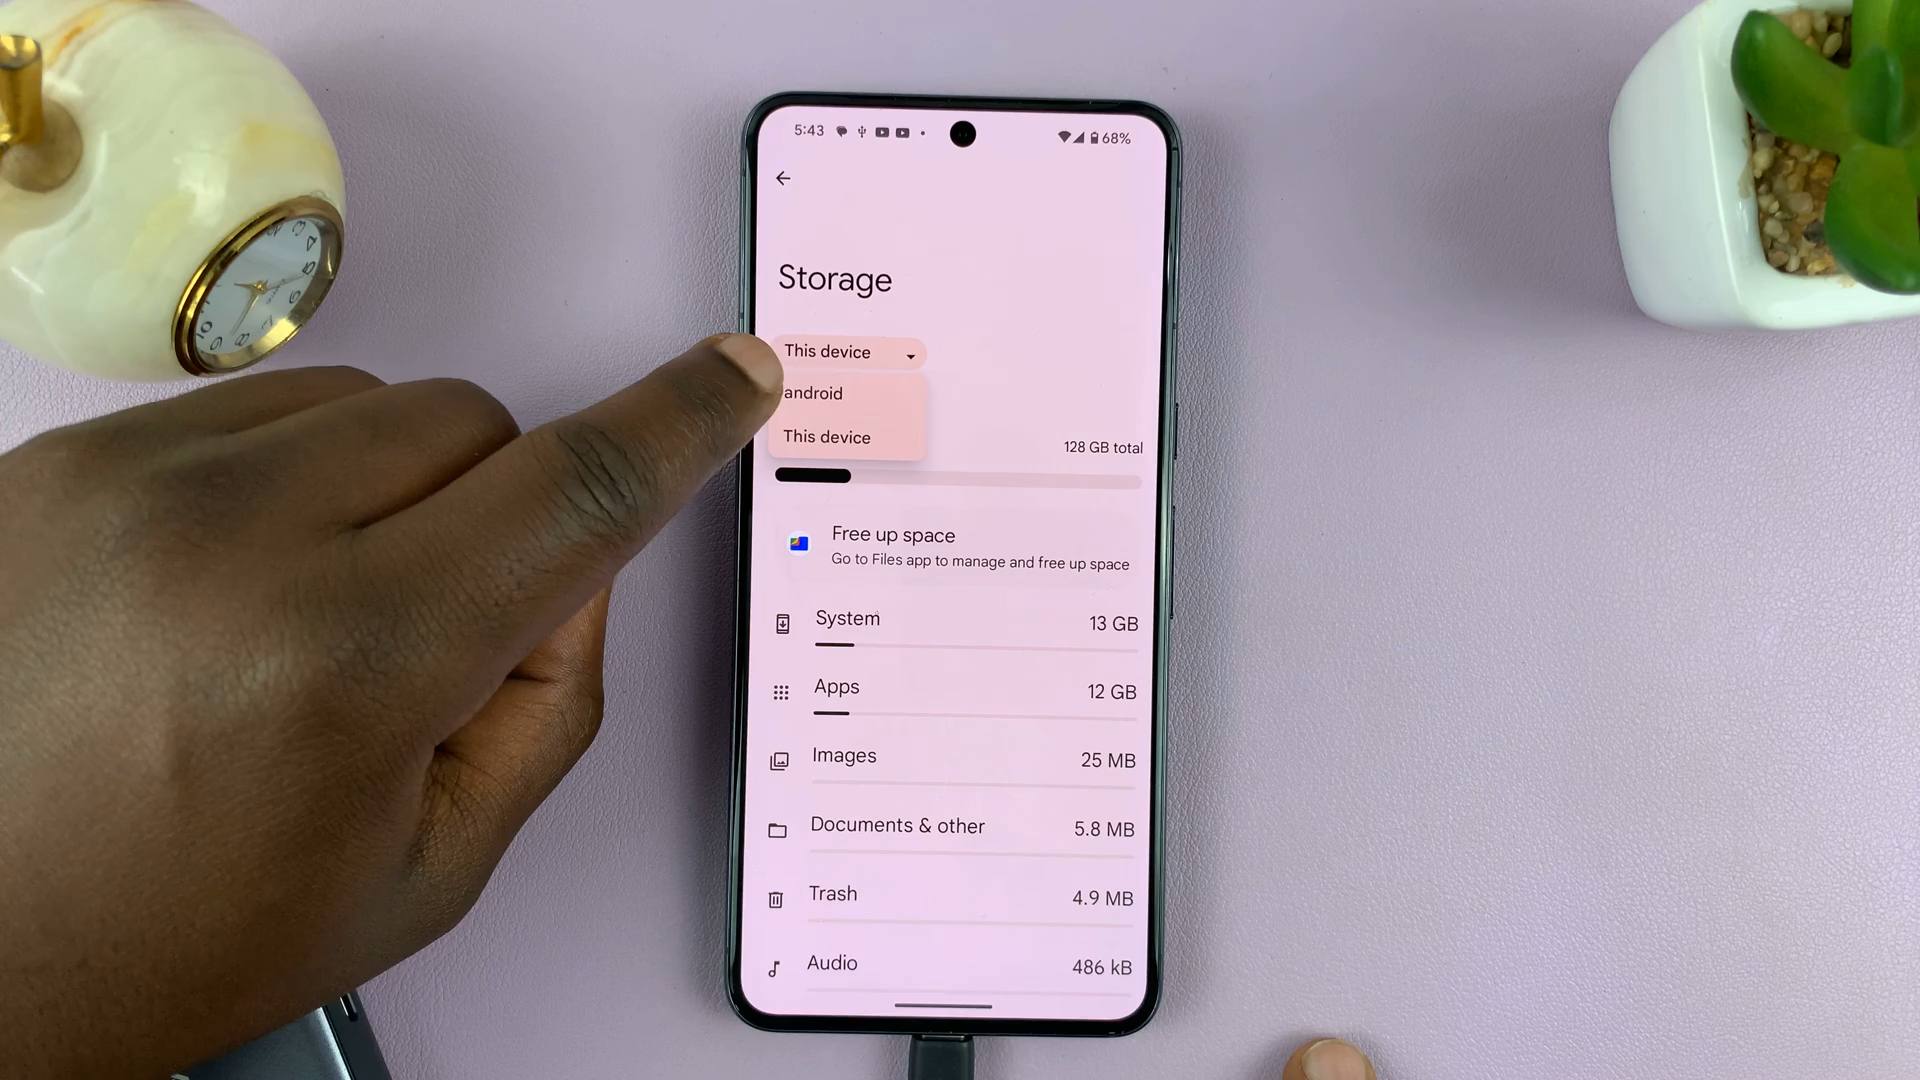 5:43
68%
Storage
This device
android
This device
128 GB total
Free up space
Go to Files app to manage and free up space
System
13 GB
Apps
12 GB
Images
25 MB
Documents & other
5.8 MB
Trash
4.9 MB
Audio
486 kB